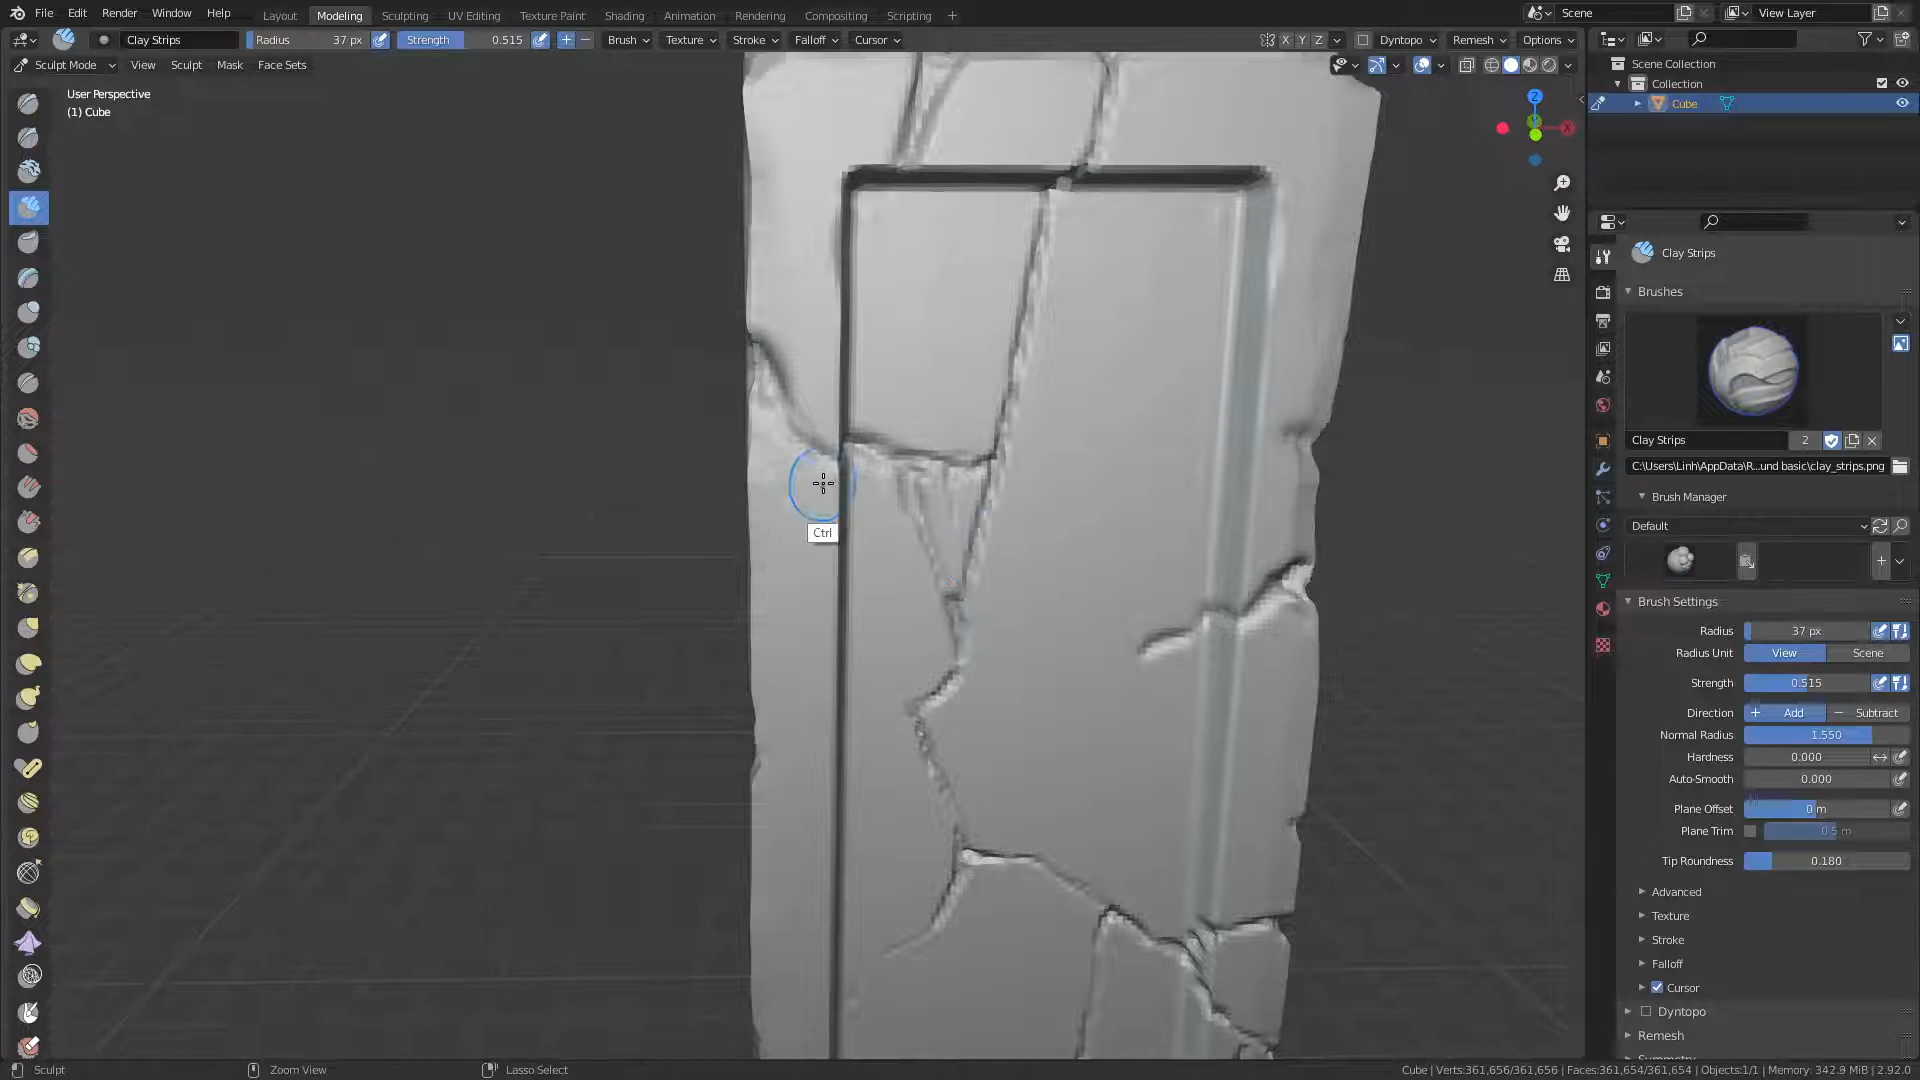 File Edit Render Window Help Layout Modeling Sculpting UV Editing Texture Paint Shading Animation Rendering Compositing Scripting + Scene View Layer
Clay Strips Radius 37 px Strength 0.515 + − Brush Texture Stroke Falloff Cursor X Y Z Dyntopo Remesh Options
Sculpt Mode View Sculpt Mask Face Sets
User Perspective
(1) Cube
Z
X
Ctrl
Scene Collection
Collection
Cube
Clay Strips
Brushes
Clay Strips 2
C:\Users\Linh\AppData\R...und basic\clay_strips.png
Brush Manager
Default
+
Brush Settings
Radius 37 px
Radius Unit View Scene
Strength 0.515
Direction + Add − Subtract
Normal Radius 1.550
Hardness 0.000
Auto-Smooth 0.000
Plane Offset 0 m
Plane Trim 0.5 m
Tip Roundness 0.180
Advanced
Texture
Stroke
Falloff
Cursor
Dyntopo
Remesh
Symmetry
Sculpt Zoom View Lasso Select Cube | Verts:361,656/361,656 | Faces:361,654/361,654 | Objects:1/1 | Memory: 342.9 MiB | 2.92.0